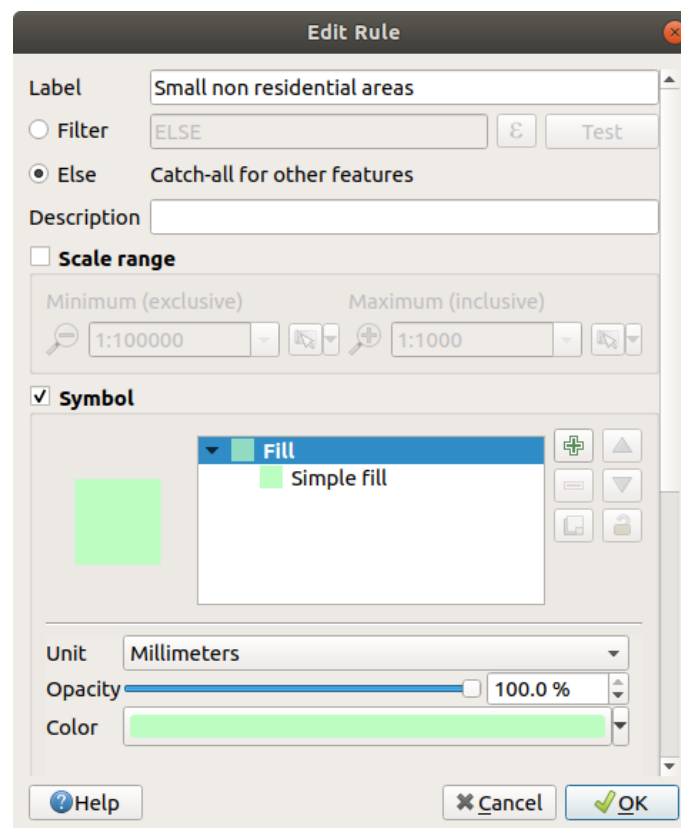 Edit Rule
Label Small non residential areas
Filter ELSE ε Test
Else Catch-all for other features
Description
Scale range
Minimum (exclusive) Maximum (inclusive)
1:100000 1:1000
Symbol
Fill
Simple fill
Unit Millimeters
Opacity 100.0 %
Color
Help Cancel OK